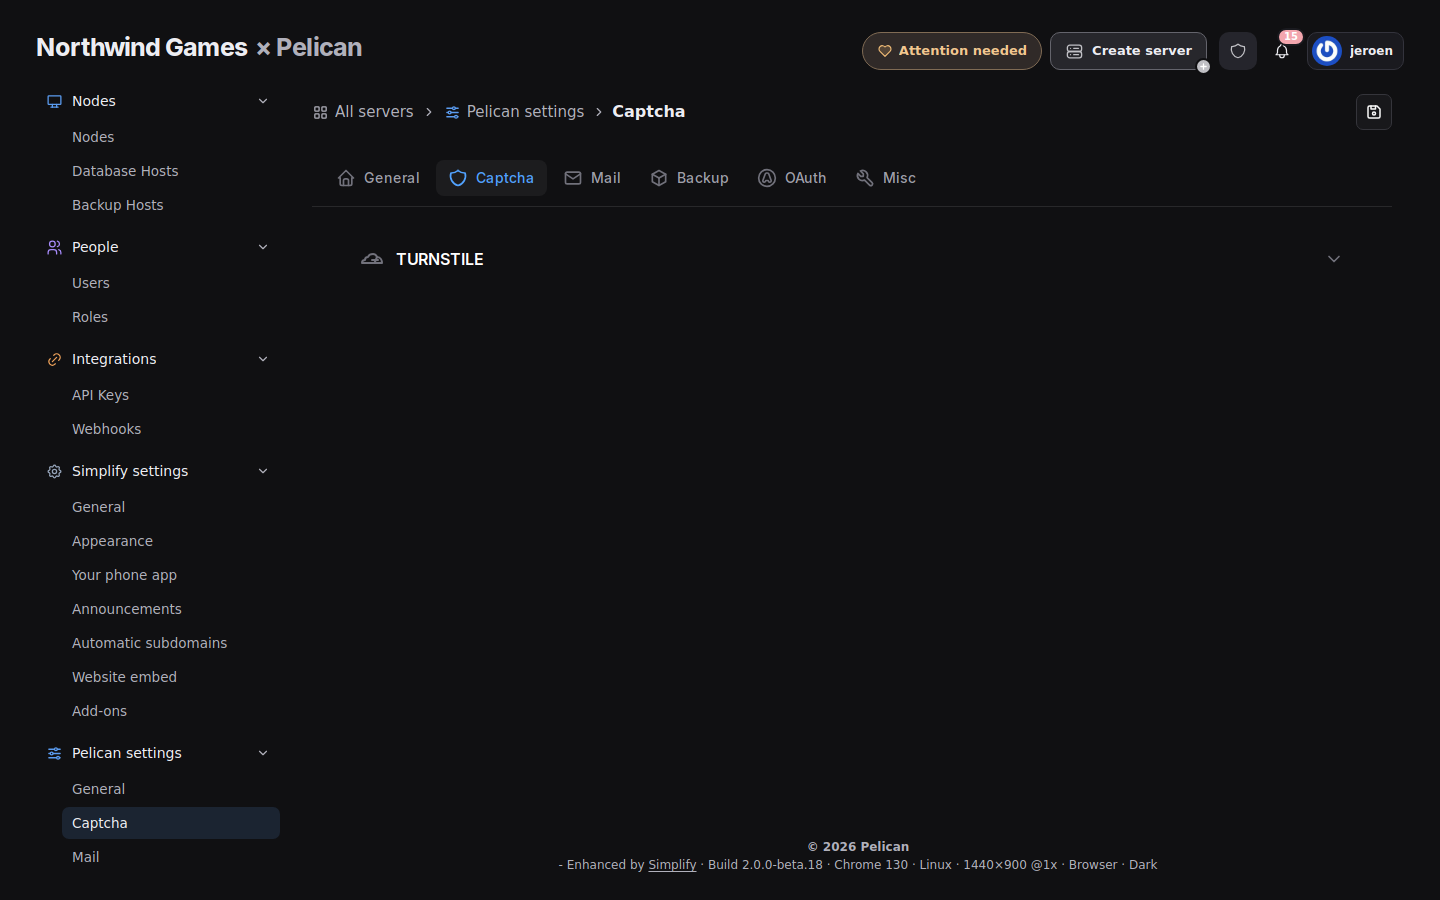 Northwind Games × Pelican
Attention needed
Create server
15
jeroen
Nodes
Nodes
Database Hosts
Backup Hosts
People
Users
Roles
Integrations
API Keys
Webhooks
Simplify settings
General
Appearance
Your phone app
Announcements
Automatic subdomains
Website embed
Add-ons
Pelican settings
General
Captcha
Mail
All servers > Pelican settings > Captcha
General
Captcha
Mail
Backup
OAuth
Misc
TURNSTILE
© 2026 Pelican
- Enhanced by Simplify · Build 2.0.0-beta.18 · Chrome 130 · Linux · 1440×900 @1x · Browser · Dark